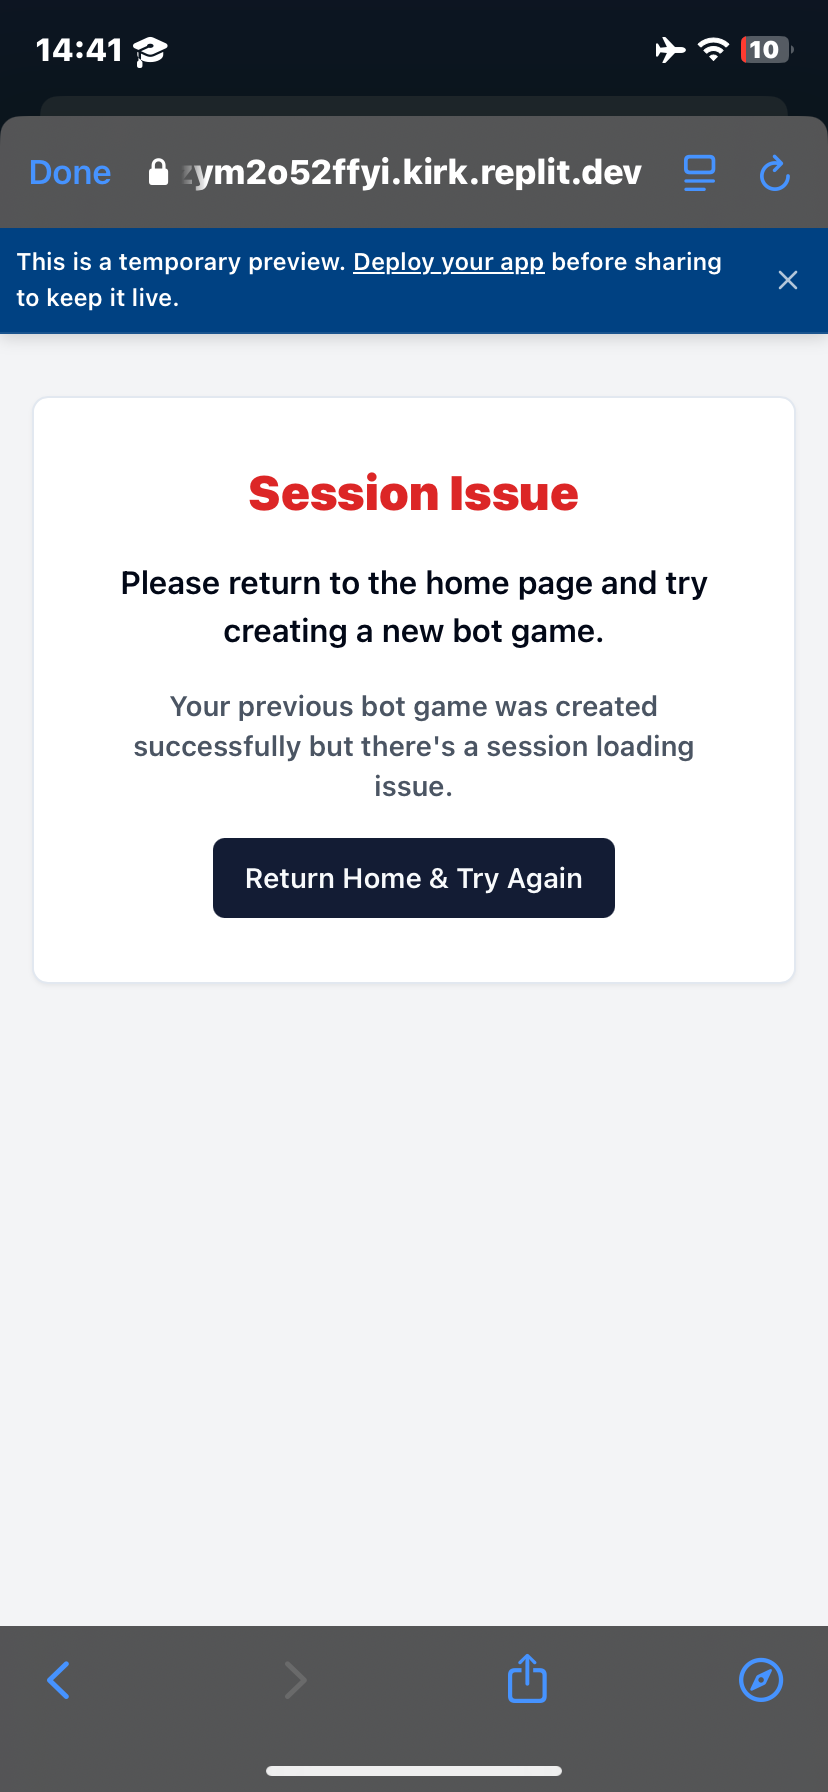 14:41
10
Done
zym2o52ffyi.kirk.replit.dev
This is a temporary preview. Deploy your app before sharing
to keep it live.
Session Issue
Please return to the home page and try
creating a new bot game.
Your previous bot game was created
successfully but there's a session loading
issue.
Return Home & Try Again